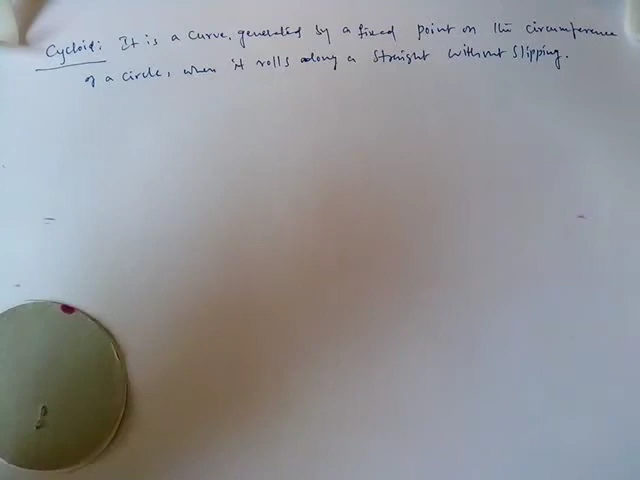 Cycloid: It is a curve, generated by a fixed point on the circumference
of a circle, when it rolls along a straight without slipping.